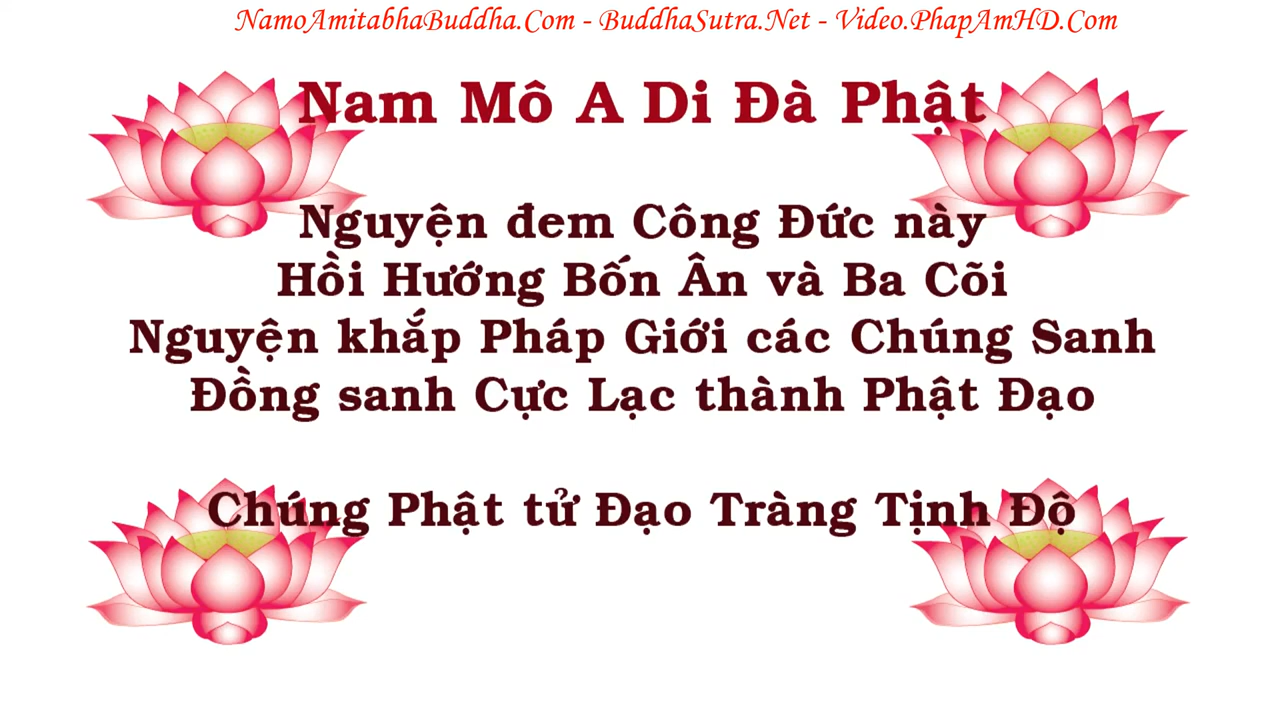 NamoAmitabhaBuddha.Com - BuddhaSutra.Net - Video.PhapAmHD.Com
Nam Mô A Di Đà Phật
Nguyện đem Công Đức này
Hồi Hướng Bốn Ân và Ba Cõi
Nguyện khắp Pháp Giới các Chúng Sanh
Đồng sanh Cực Lạc thành Phật Đạo
Chúng Phật tử Đạo Tràng Tịnh Độ